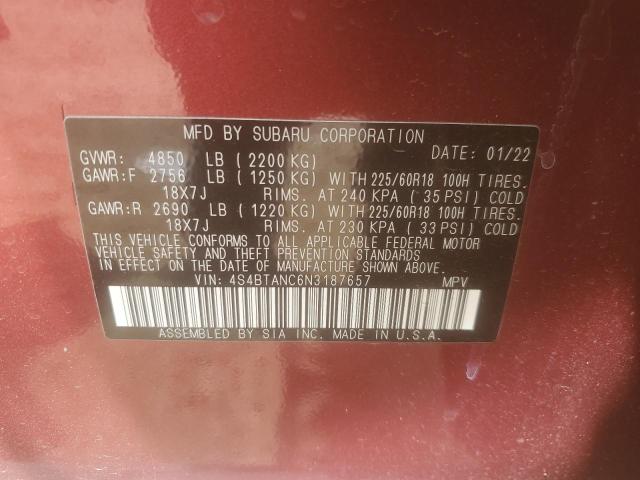 MFD BY SUBARU CORPORATION
GVWR: 4850 LB (2200 KG) DATE: 01/22
GAWR:F 2756 LB (1250 KG) WITH 225/60R18 100H TIRES.
18X7J RIMS. AT 240 KPA (35 PSI) COLD
GAWR:R 2690 LB (1220 KG) WITH 225/60R18 100H TIRES.
18X7J RIMS. AT 230 KPA (33 PSI) COLD
THIS VEHICLE CONFORMS TO ALL APPLICABLE FEDERAL MOTOR
VEHICLE SAFETY AND THEFT PREVENTION STANDARDS
IN EFFECT ON THE DATE OF MANUFACTURE SHOWN ABOVE.
VIN: 4S4BTANC6N3187657 MPV
ASSEMBLED BY SIA INC. MADE IN U.S.A.